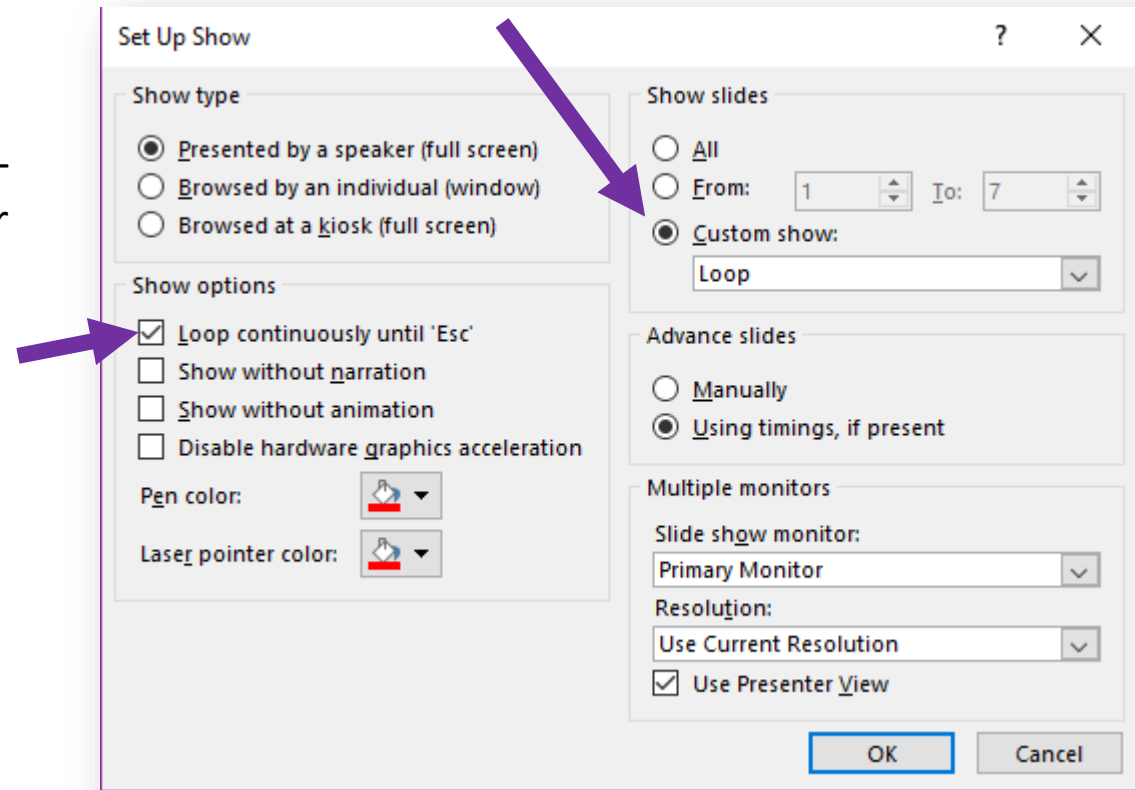 Set Up Show
Show type
Presented by a speaker (full screen)
Browsed by an individual (window)
Browsed at a kiosk (full screen)
Show options
Loop continuously until 'Esc'
Show without narration
Show without animation
Disable hardware graphics acceleration
Pen color:
Laser pointer color:
Show slides
All
From: 1 To: 7
Custom show:
Loop
Advance slides
Manually
Using timings, if present
Multiple monitors
Slide show monitor:
Primary Monitor
Resolution:
Use Current Resolution
Use Presenter View
OK Cancel